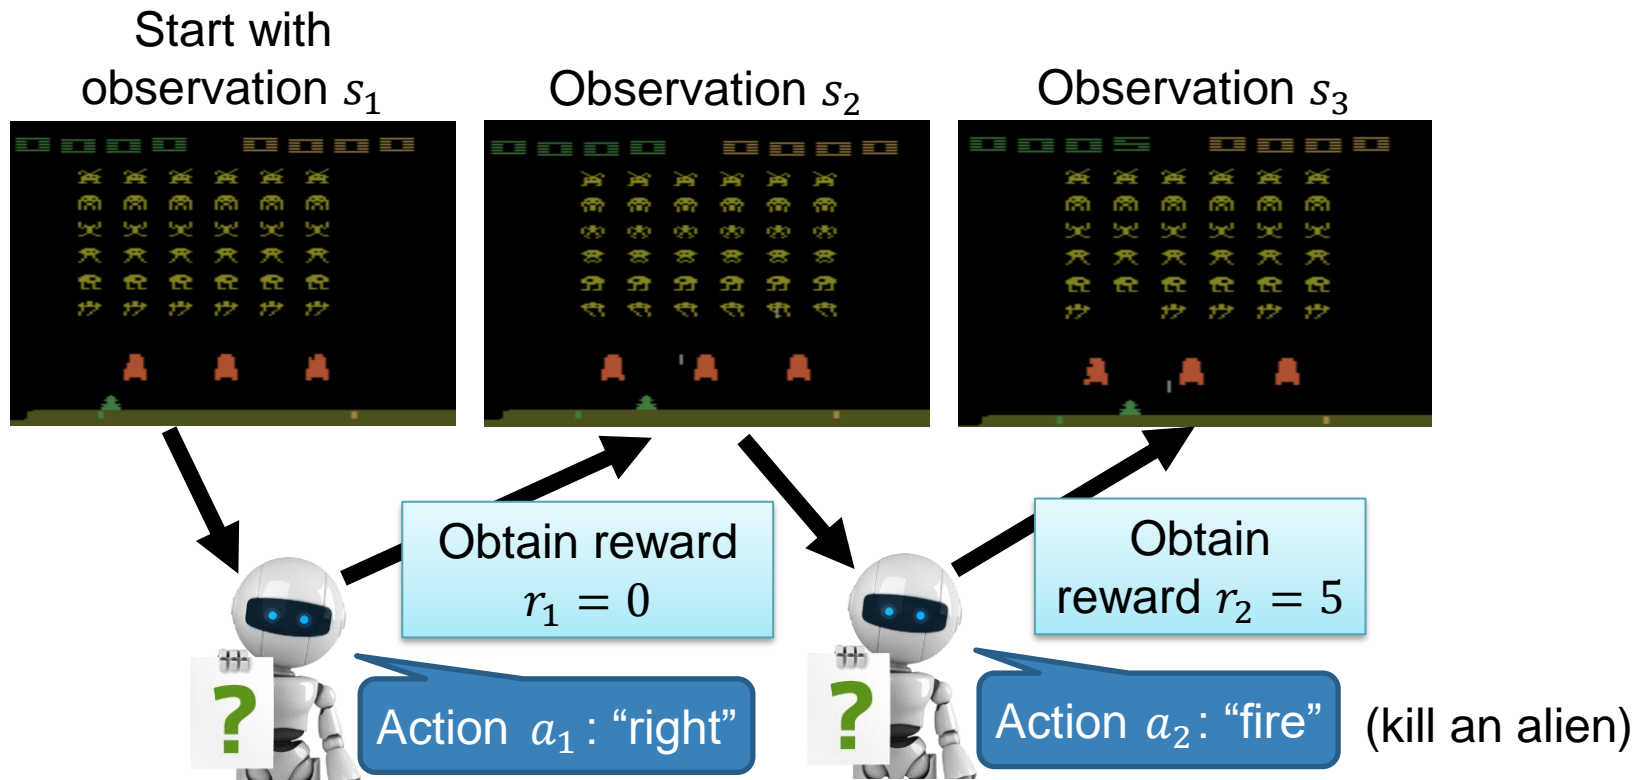 Start with
observation s₁
Observation s₂
Observation s₃
Obtain reward
r₁ = 0
Obtain
reward r₂ = 5
?
Action a₁ : “right”
?
Action a₂: “fire”
(kill an alien)